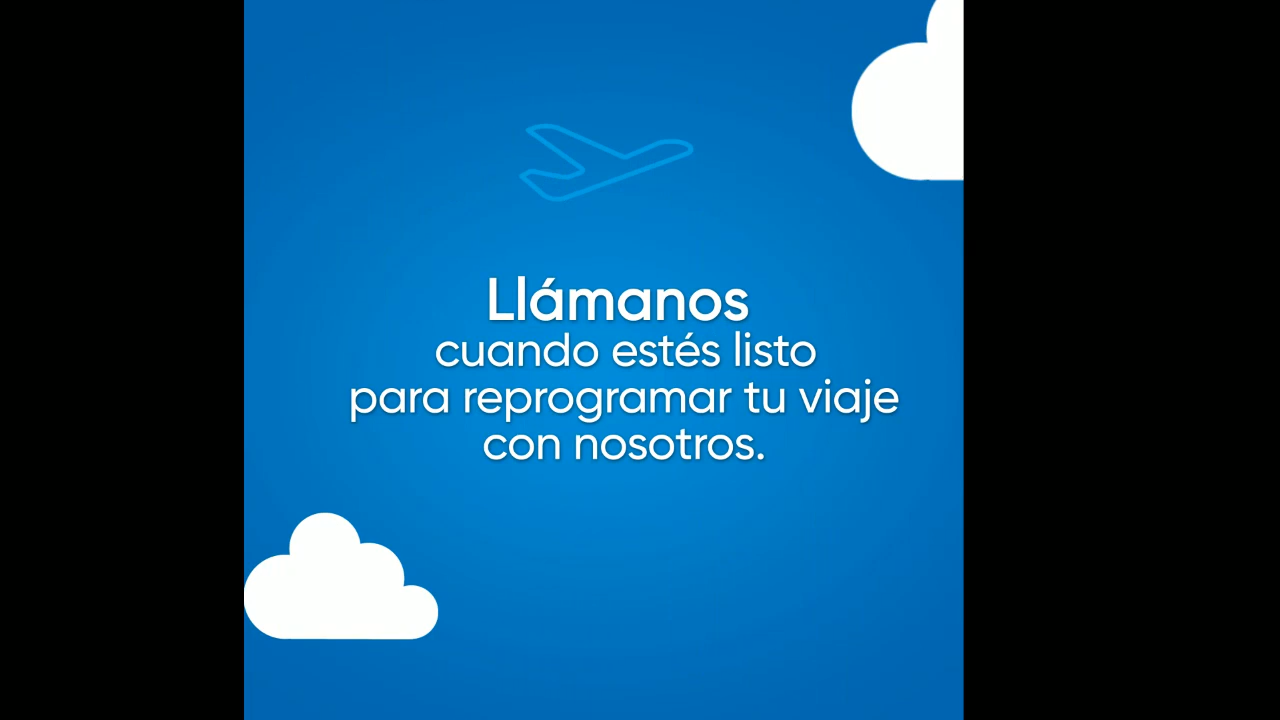 Llámanos
cuando estés listo
para reprogramar tu viaje
con nosotros.